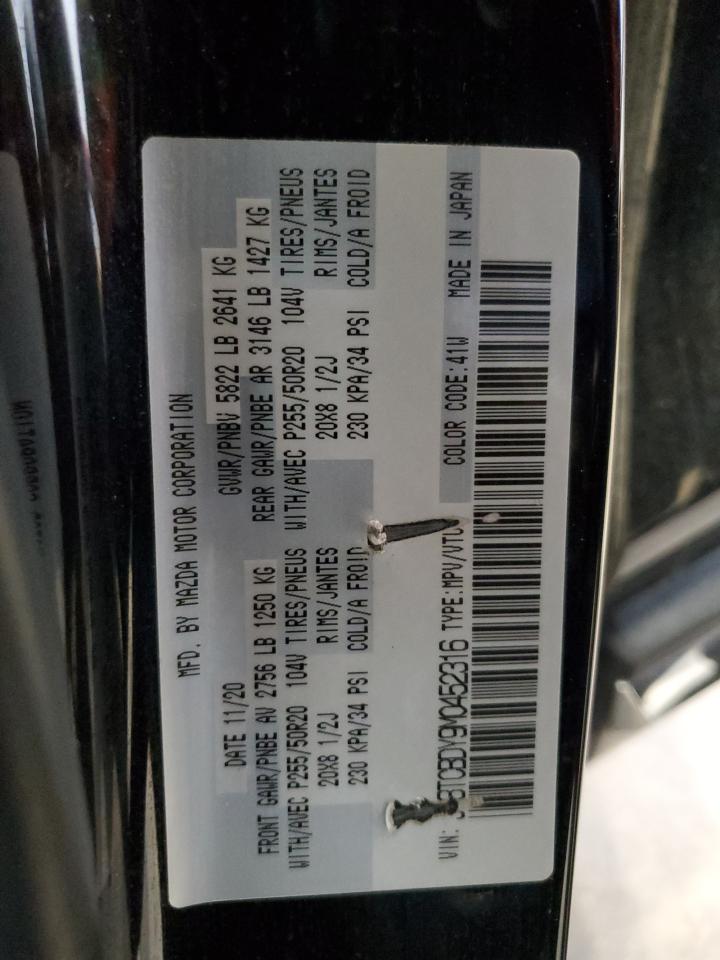 MFD. BY MAZDA MOTOR CORPORATION
DATE 11/20 GVWR/PNBV 5822 LB 2641 KG
FRONT GAWR/PNBE AV 2756 LB 1250 KG REAR GAWR/PNBE AR 3146 LB 1427 KG
WITH/AVEC P255/50R20 104V TIRES/PNEUS WITH/AVEC P255/50R20 104V TIRES/PNEUS
20X8 1/2J RIMS/JANTES 20X8 1/2J RIMS/JANTES
230 KPA/34 PSI COLD/A FROID 230 KPA/34 PSI COLD/A FROID
VIN: TCBDY9M0452316 TYPE:MPV/VTU COLOR CODE:41W MADE IN JAPAN